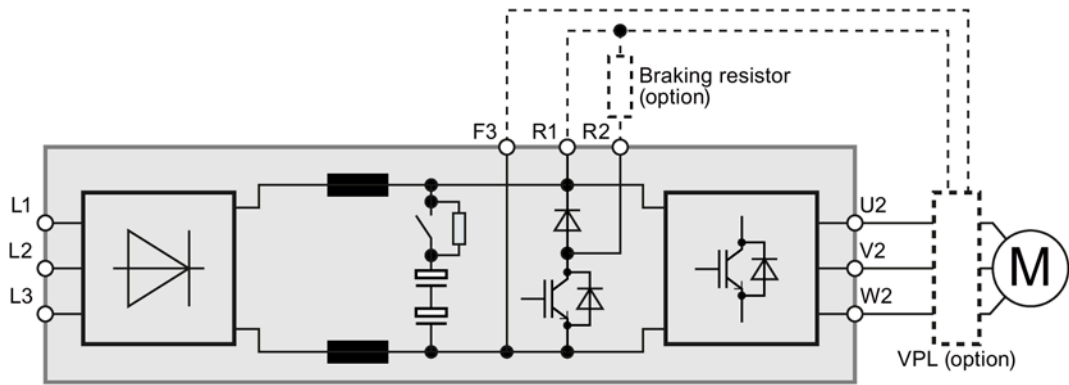 Braking resistor
(option)
F3
R1
R2
L1
L2
L3
U2
V2
W2
M
VPL (option)